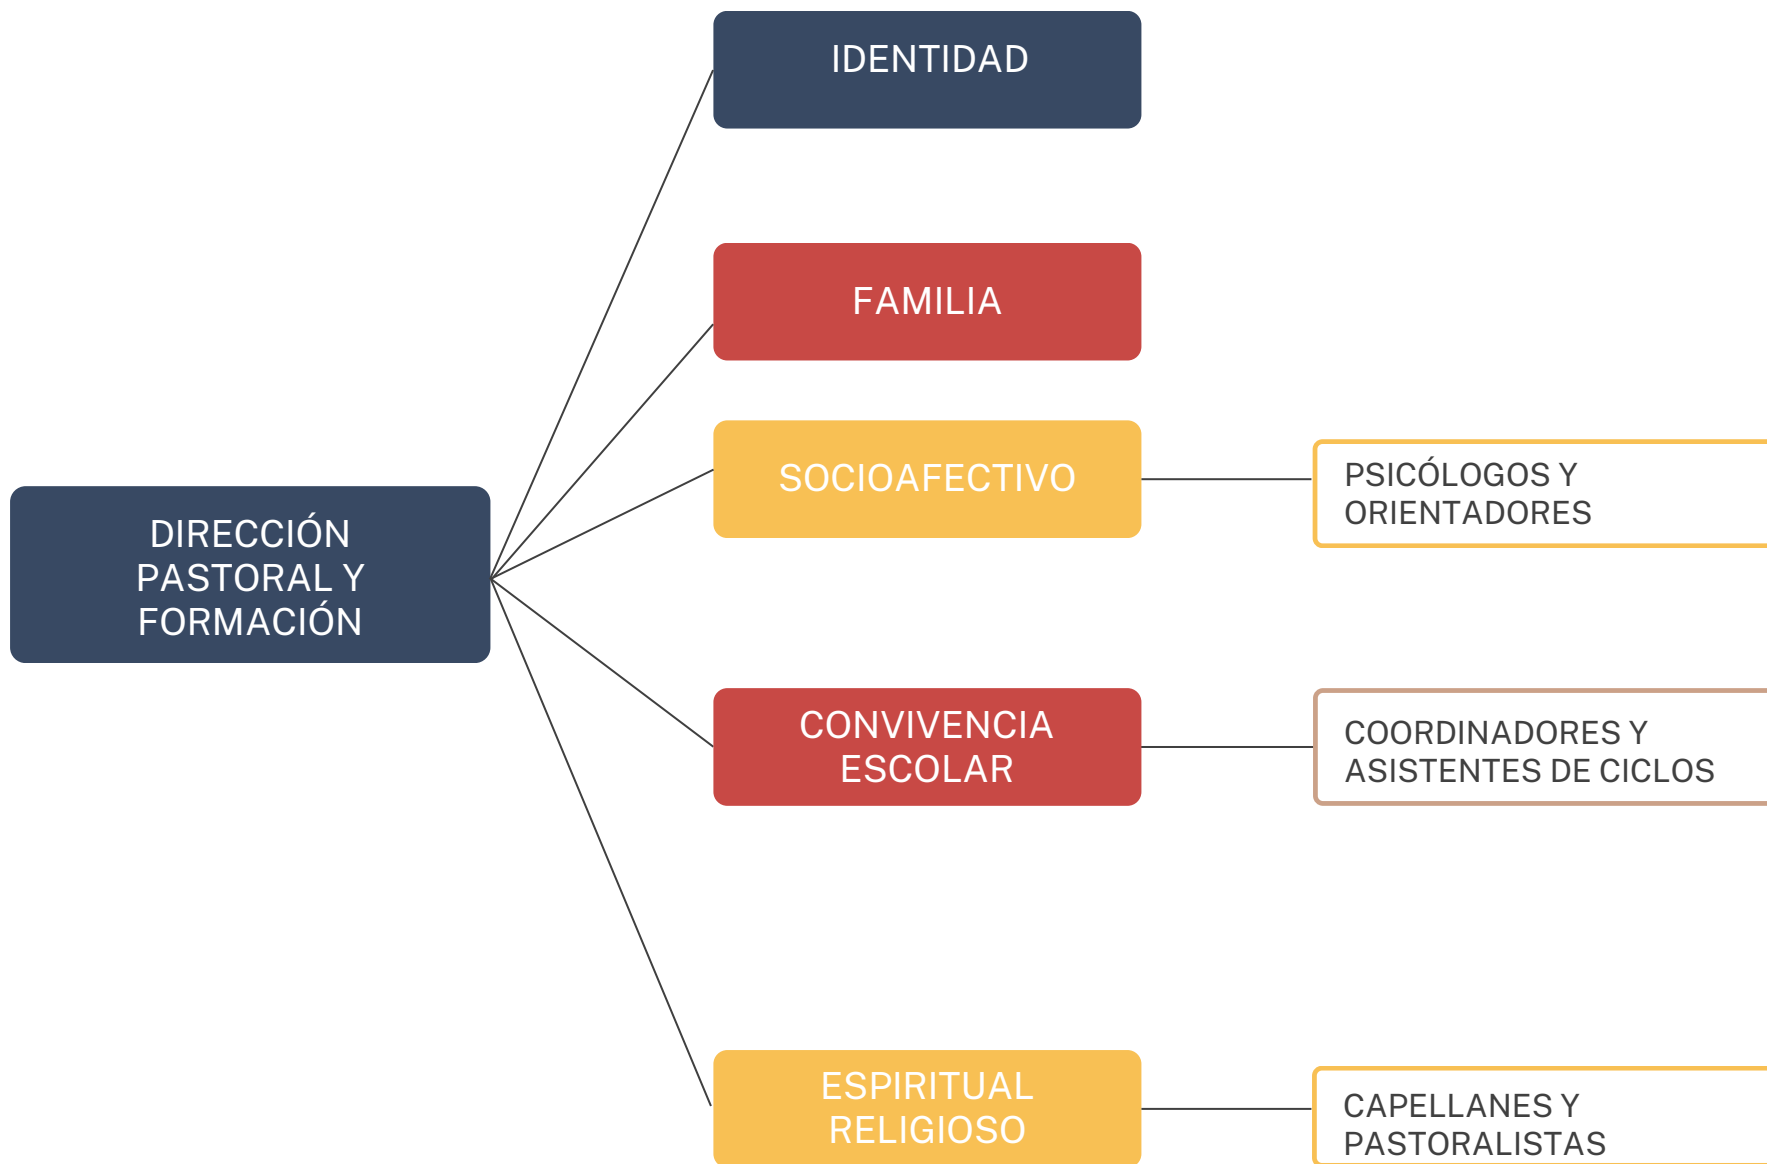 IDENTIDAD
FAMILIA
SOCIOAFECTIVO
PSICÓLOGOS Y
ORIENTADORES
DIRECCIÓN
PASTORAL Y
FORMACIÓN
CONVIVENCIA
ESCOLAR
COORDINADORES Y
ASISTENTES DE CICLOS
ESPIRITUAL
RELIGIOSO
CAPELLANES Y
PASTORALISTAS